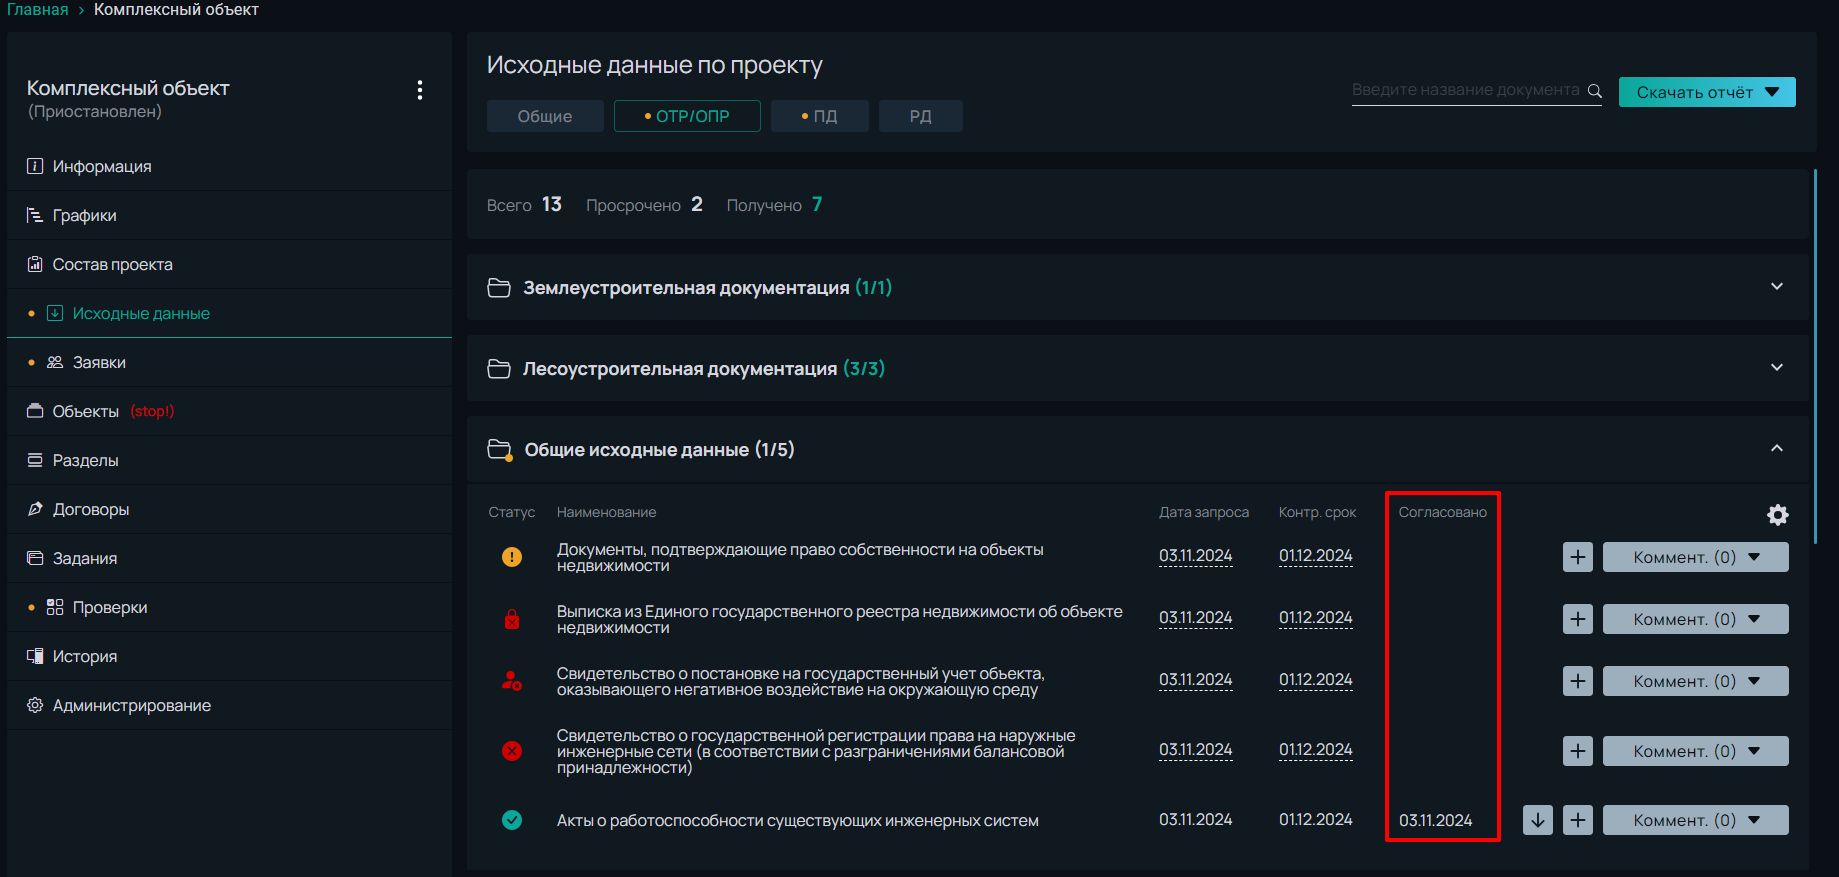 Главная › Комплексный объект
Комплексный объект
(Приостановлен)
Информация
Графики
Состав проекта
Исходные данные
Заявки
Объекты (stop!)
Разделы
Договоры
Задания
Проверки
История
Администрирование
Исходные данные по проекту
Общие ОТР/ОПР ПД РД
Введите название документа
Скачать отчёт
Всего 13 Просрочено 2 Получено 7
Землеустроительная документация (1/1)
Лесоустроительная документация (3/3)
Общие исходные данные (1/5)
Статус Наименование Дата запроса Контр. срок Согласовано
Документы, подтверждающие право собственности на объекты
недвижимости
03.11.2024 01.12.2024 Коммент. (0)
Выписка из Единого государственного реестра недвижимости об объекте
недвижимости
03.11.2024 01.12.2024 Коммент. (0)
Свидетельство о постановке на государственный учет объекта,
оказывающего негативное воздействие на окружающую среду
03.11.2024 01.12.2024 Коммент. (0)
Свидетельство о государственной регистрации права на наружные
инженерные сети (в соответствии с разграничениями балансовой
принадлежности)
03.11.2024 01.12.2024 Коммент. (0)
Акты о работоспособности существующих инженерных систем 03.11.2024 01.12.2024 03.11.2024 Коммент. (0)